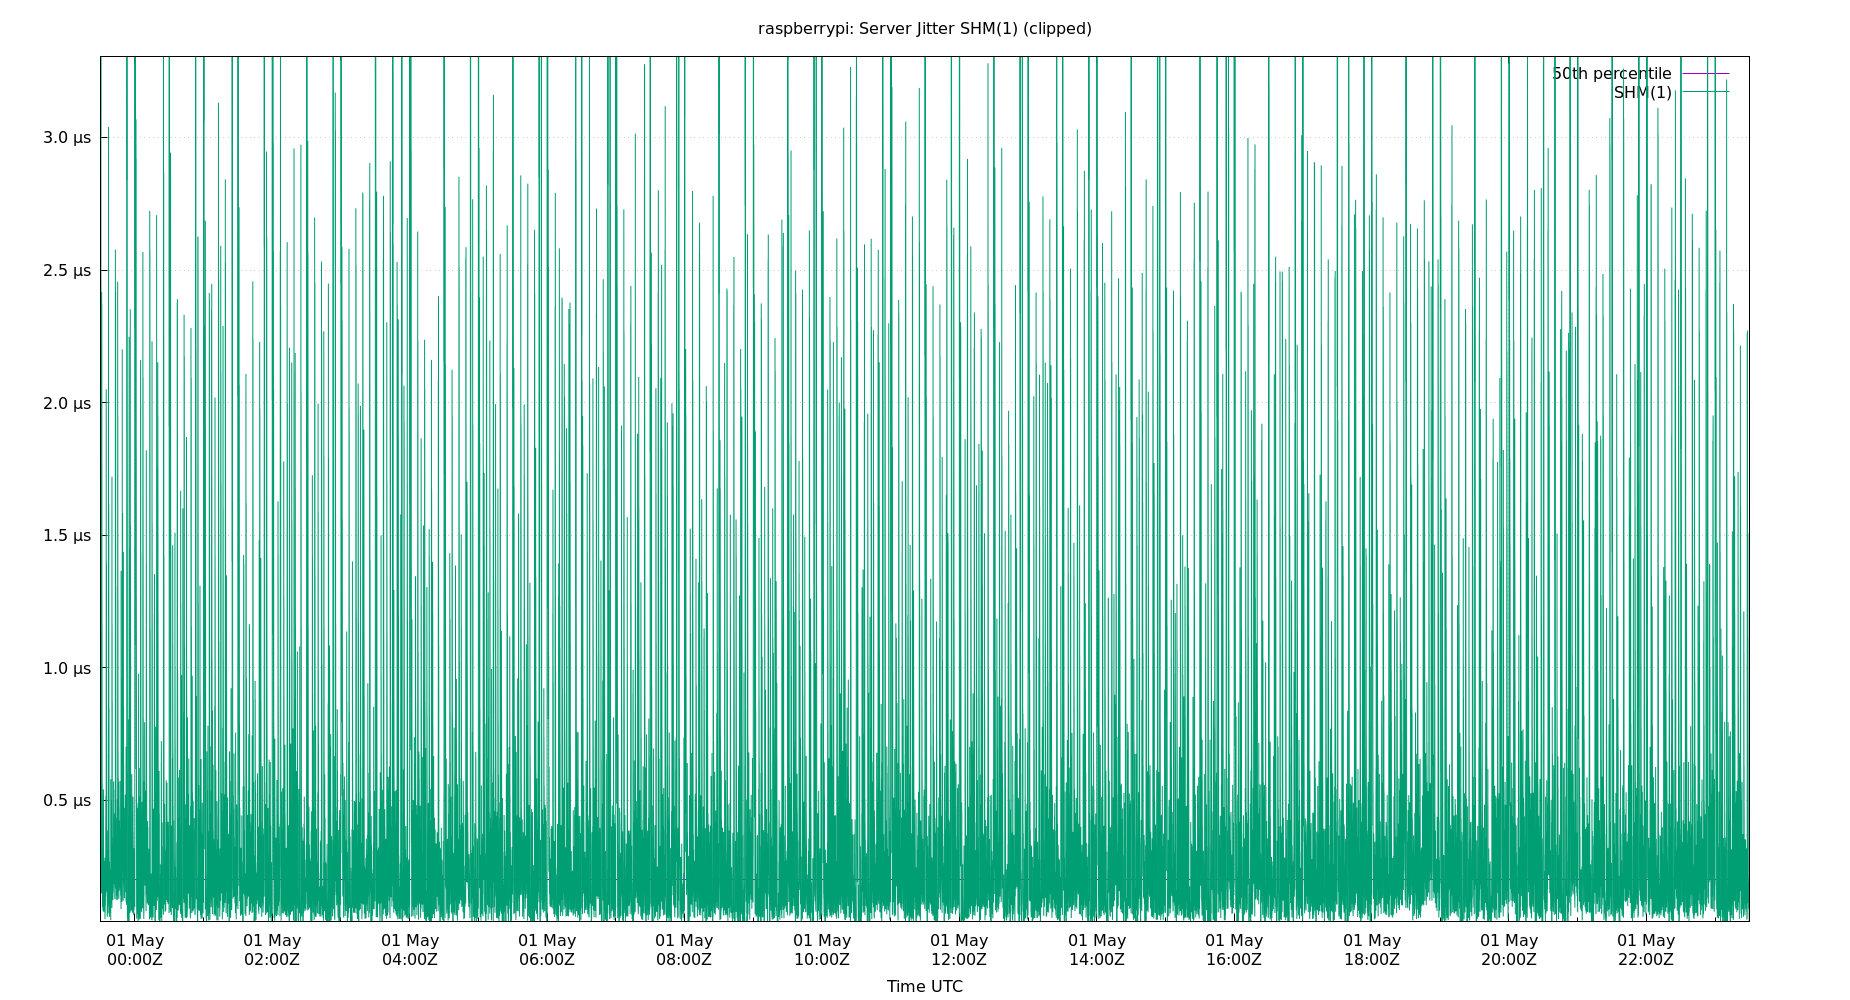 raspberrypi: Server Jitter SHM(1) (clipped)
50th percentile
SHM(1)
3.0 µs
2.5 µs
2.0 µs
1.5 µs
1.0 µs
0.5 µs
01 May 01 May 01 May 01 May 01 May 01 May 01 May 01 May 01 May 01 May 01 May 01 May
00:00Z 02:00Z 04:00Z 06:00Z 08:00Z 10:00Z 12:00Z 14:00Z 16:00Z 18:00Z 20:00Z 22:00Z
Time UTC